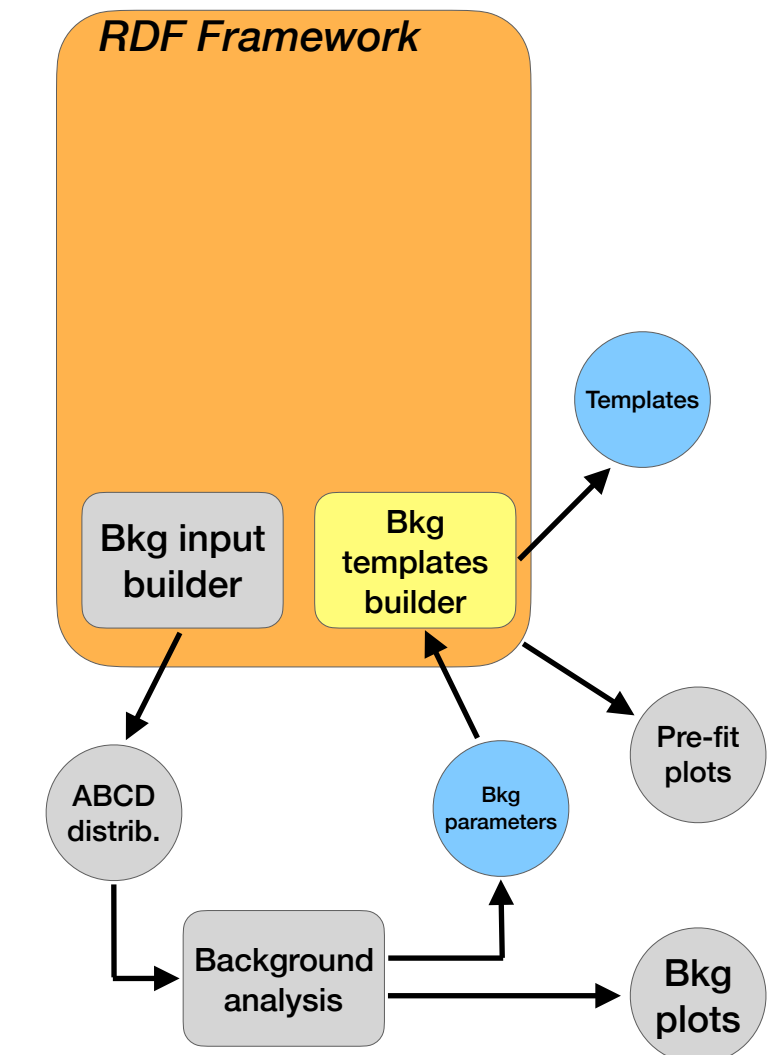 RDF Framework
Templates
Bkg input
builder
Bkg
templates
builder
Pre-fit
plots
ABCD
distrib.
Bkg
parameters
Background
analysis
Bkg
plots